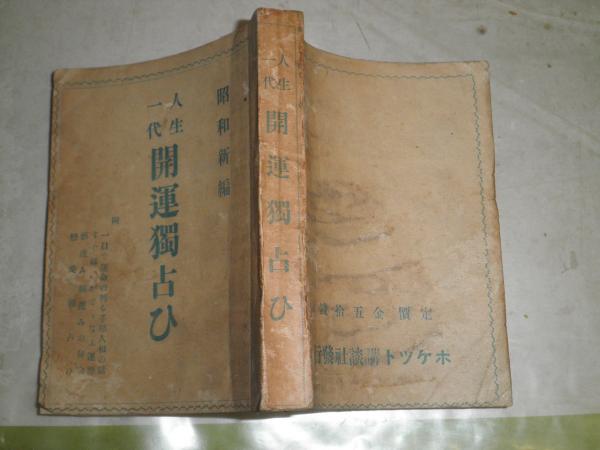 昭和新編
人生一代
開運獨占ひ
附
人生一代
開運獨占ひ
定價金五拾錢
ホケツト講談社發行